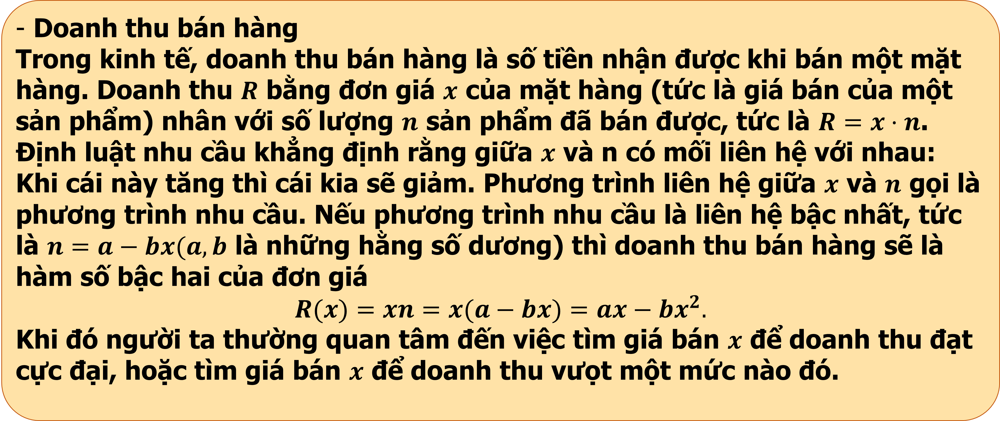 - Doanh thu bán hàng
Trong kinh tế, doanh thu bán hàng là số tiền nhận được khi bán một mặt
hàng. Doanh thu R bằng đơn giá x của mặt hàng (tức là giá bán của một
sản phẩm) nhân với số lượng n sản phẩm đã bán được, tức là R = x · n.
Định luật nhu cầu khẳng định rằng giữa x và n có mối liên hệ với nhau:
Khi cái này tăng thì cái kia sẽ giảm. Phương trình liên hệ giữa x và n gọi là
phương trình nhu cầu. Nếu phương trình nhu cầu là liên hệ bậc nhất, tức
là n = a − bx(a, b là những hằng số dương) thì doanh thu bán hàng sẽ là
hàm số bậc hai của đơn giá
R(x) = xn = x(a − bx) = ax − bx².
Khi đó người ta thường quan tâm đến việc tìm giá bán x để doanh thu đạt
cực đại, hoặc tìm giá bán x để doanh thu vượt một mức nào đó.